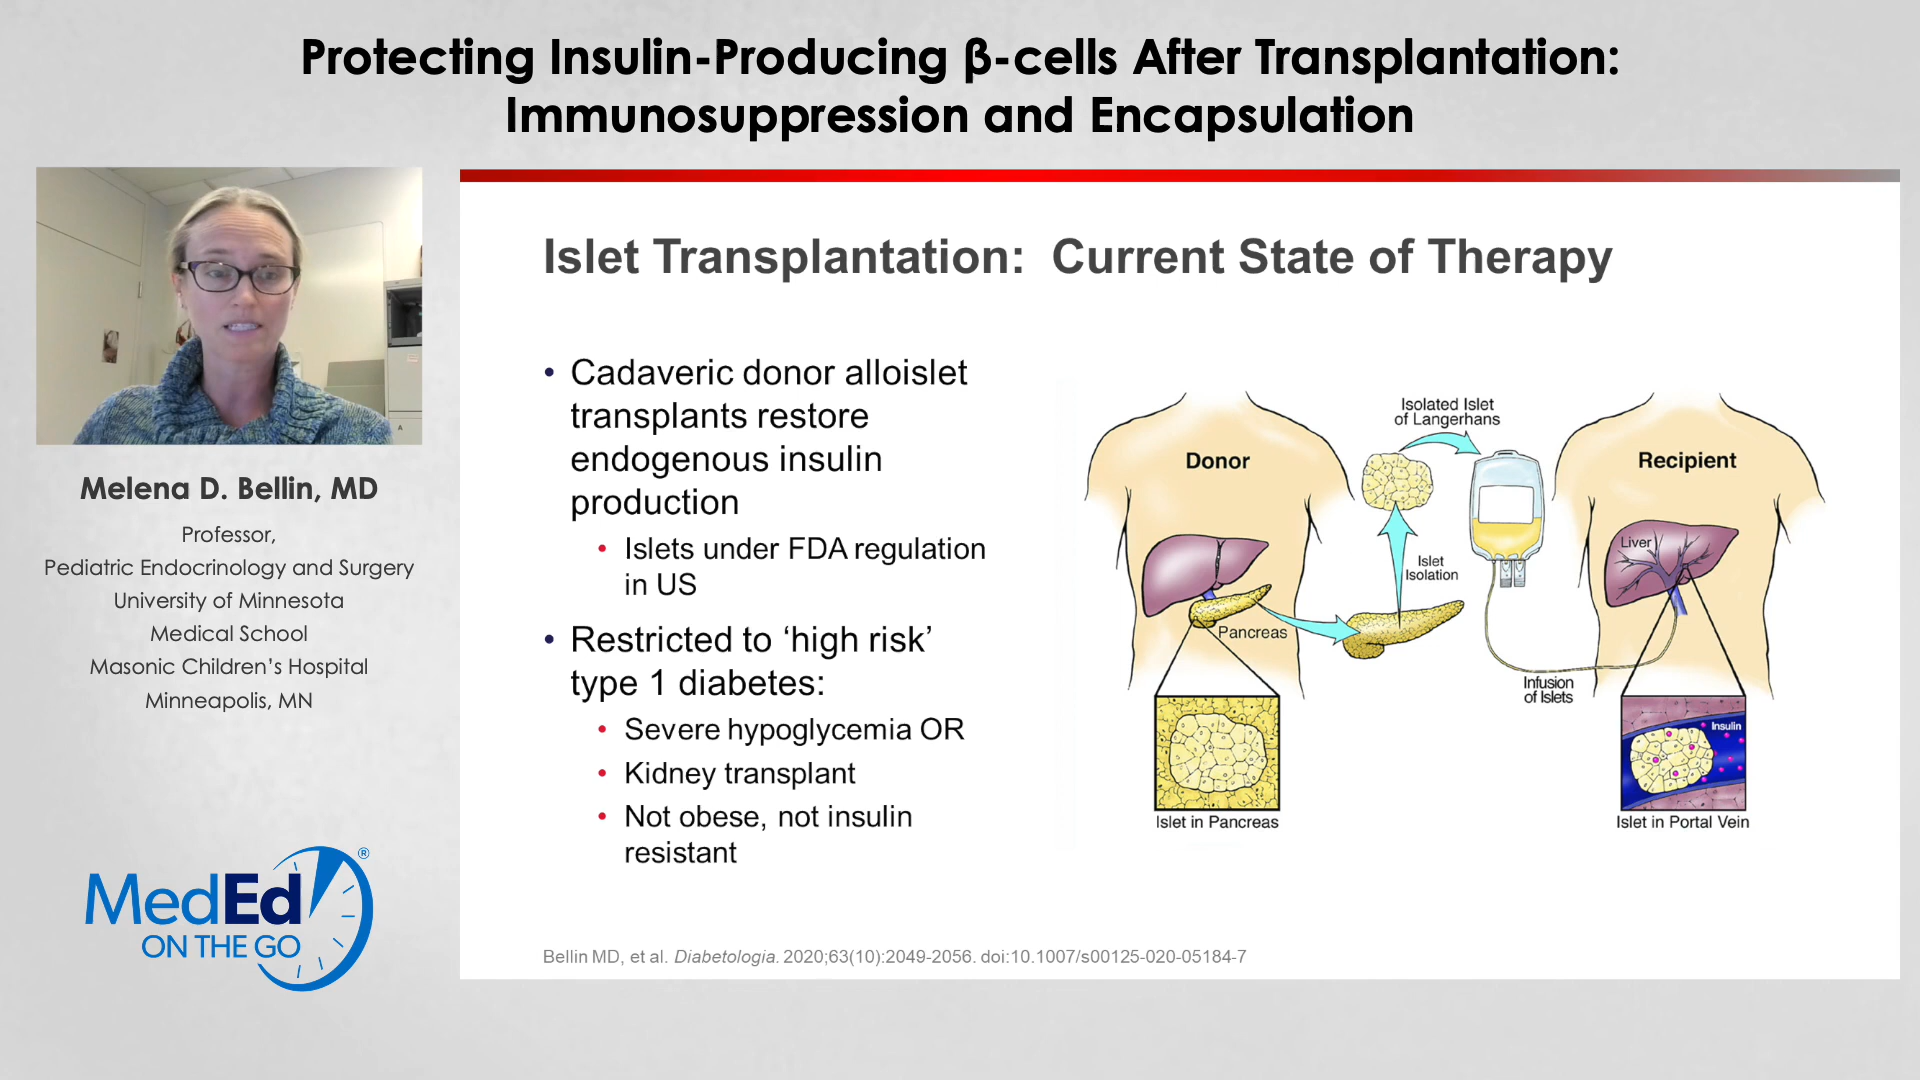 Protecting Insulin-Producing β-cells After Transplantation:
Immunosuppression and Encapsulation
Melena D. Bellin, MD
Professor,
Pediatric Endocrinology and Surgery
University of Minnesota
Medical School
Masonic Children's Hospital
Minneapolis, MN
MedEd®
ON THE GO
Islet Transplantation: Current State of Therapy
• Cadaveric donor alloislet
transplants restore
endogenous insulin
production
• Islets under FDA regulation
in US
• Restricted to ‘high risk’
type 1 diabetes:
• Severe hypoglycemia OR
• Kidney transplant
• Not obese, not insulin
resistant
Donor
Pancreas
Islet in Pancreas
Isolated Islet
of Langerhans
Islet
Isolation
Infusion
of Islets
Recipient
Liver
Insulin
Islet in Portal Vein
Bellin MD, et al. Diabetologia. 2020;63(10):2049-2056. doi:10.1007/s00125-020-05184-7
A